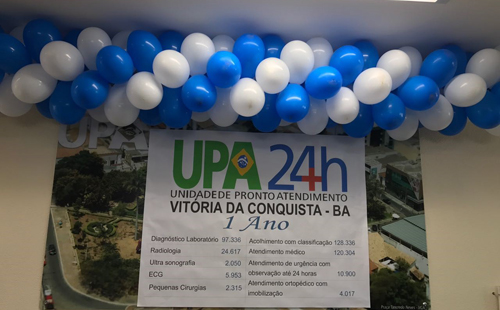 UPA
UPA 24h
UNIDADE DE PRONTO ATENDIMENTO
VITÓRIA DA CONQUISTA - BA
1 Ano
Diagnóstico Laboratório 97.336
Radiologia 24.617
Ultra sonografia 2.050
ECG 5.953
Pequenas Cirurgias 2.315
Acolhimento com classificação 128.338
Atendimento médico 120.304
Atendimento de urgência com
observação até 24 horas 10.900
Atendimento ortopédico com
imobilização 4.017